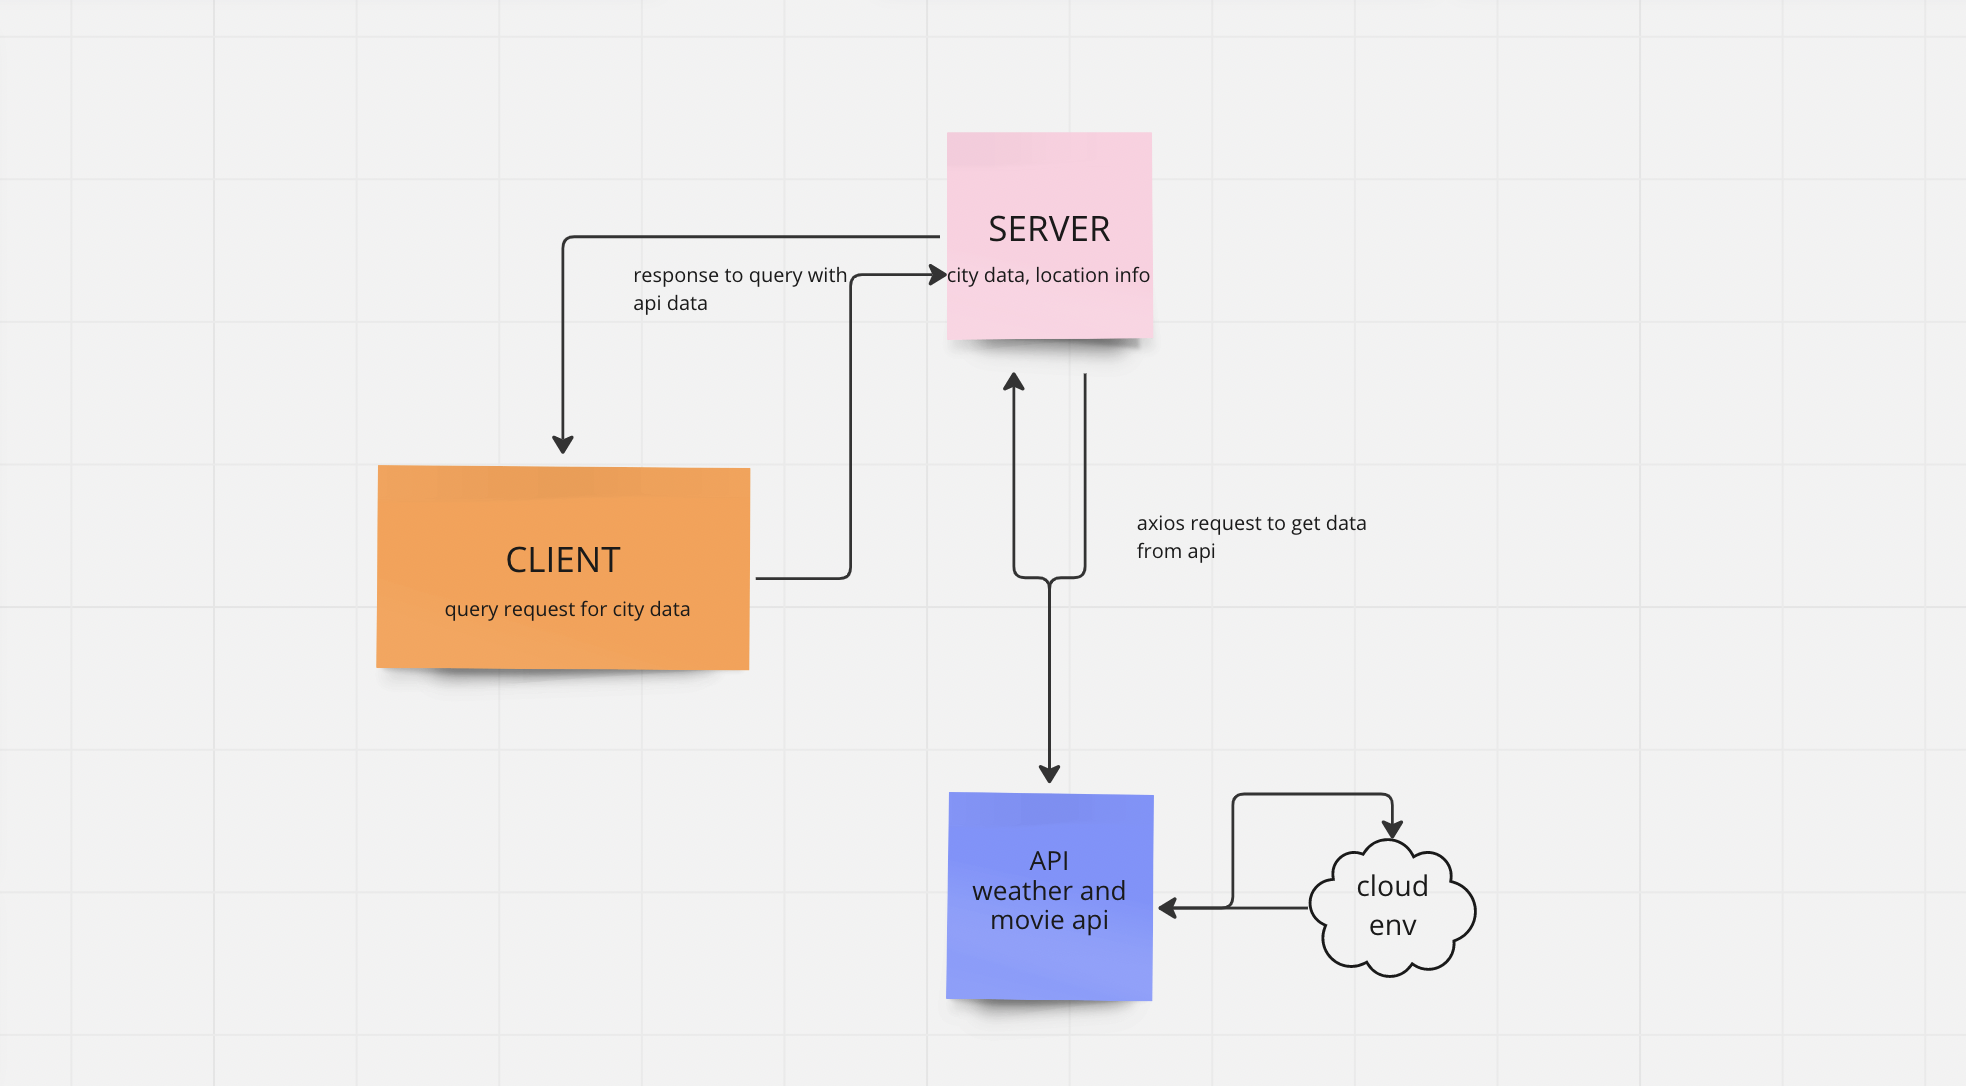 SERVER
city data, location info
response to query with
api data
CLIENT
query request for city data
axios request to get data
from api
API
weather and
movie api
cloud
env